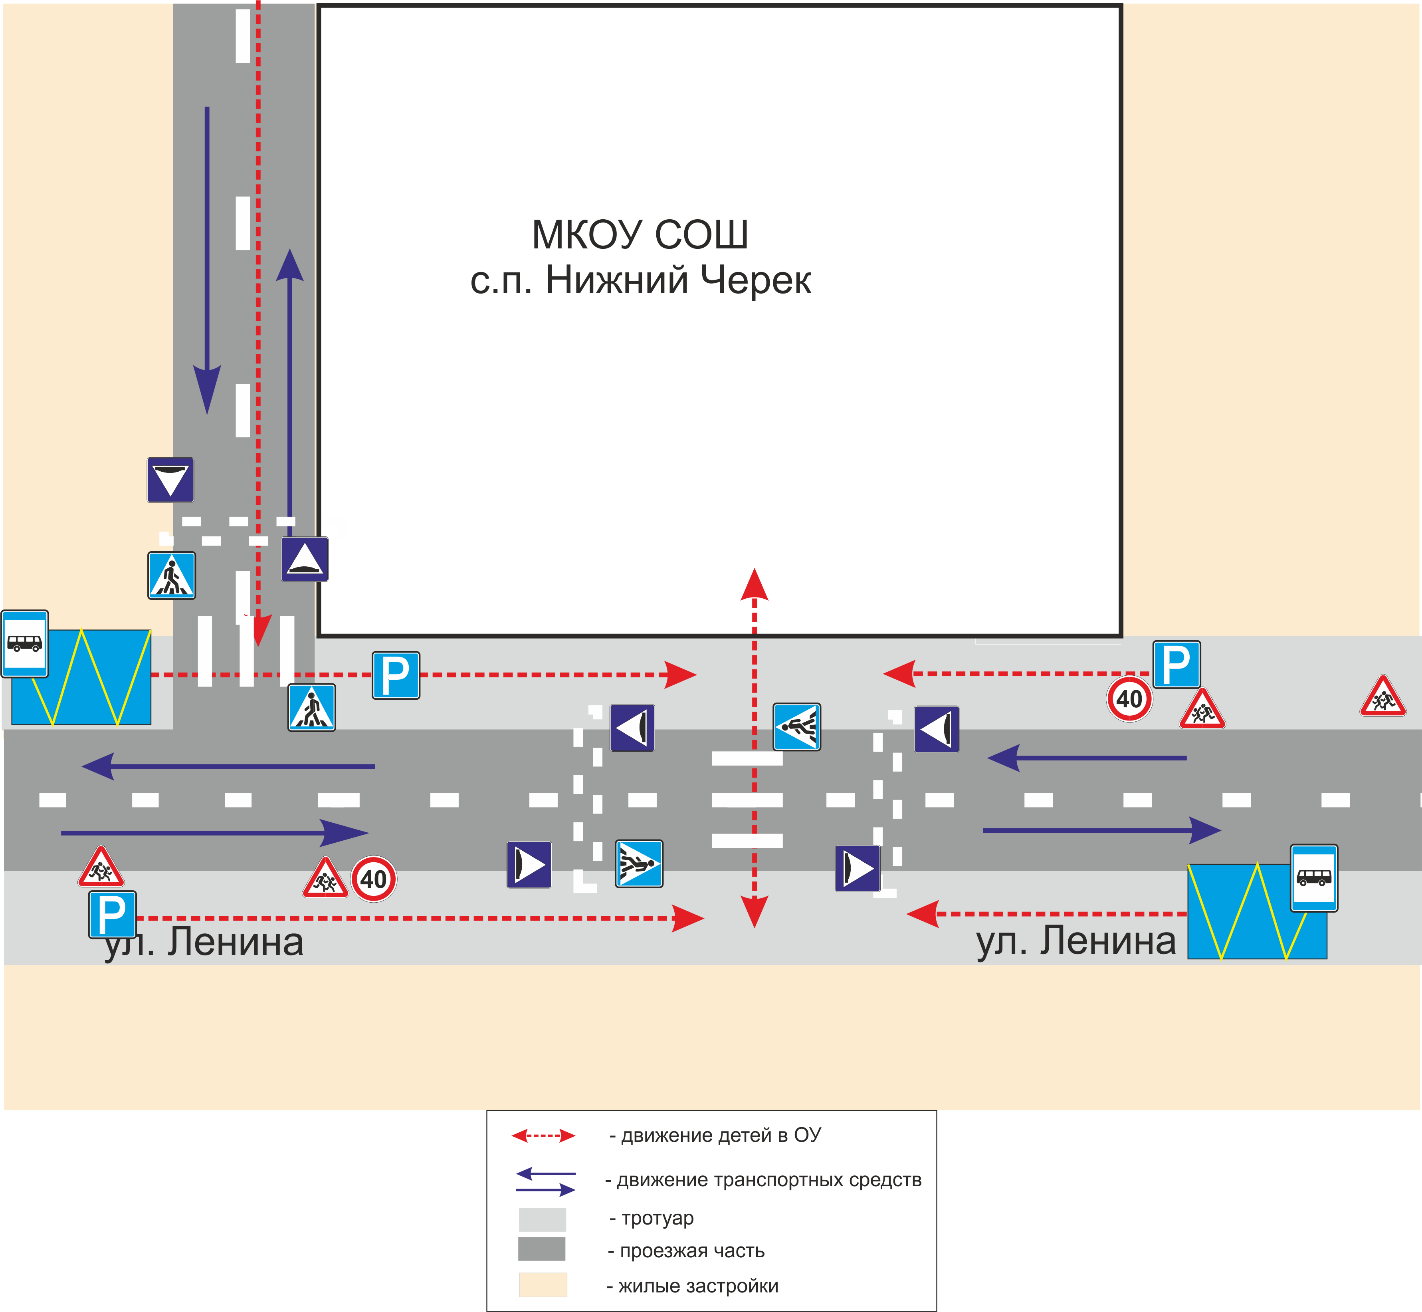 МКОУ СОШ
с.п. Нижний Черек
P
P
40
40
P
ул. Ленина
ул. Ленина
- движение детей в ОУ
- движение транспортных средств
- тротуар
- проезжая часть
- жилые застройки